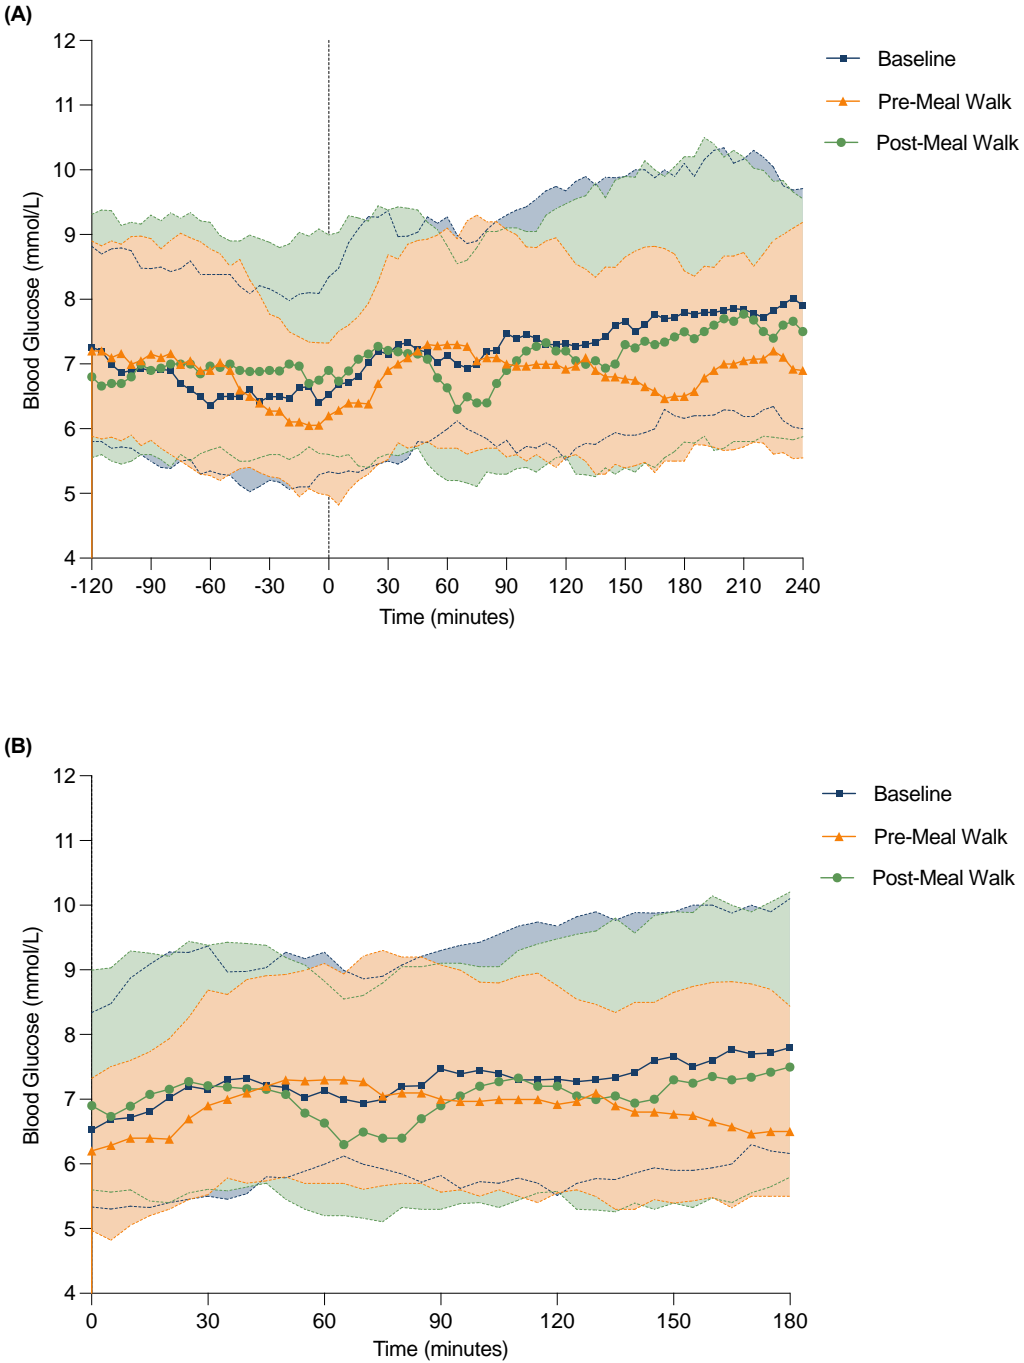 (A)
12
11
10
9
8
7
6
5
4
Blood Glucose (mmol/L)
-120 -90 -60 -30 0 30 60 90 120 150 180 210 240
Time (minutes)
Baseline
Pre-Meal Walk
Post-Meal Walk
(B)
12
11
10
9
8
7
6
5
4
Blood Glucose (mmol/L)
0 30 60 90 120 150 180
Time (minutes)
Baseline
Pre-Meal Walk
Post-Meal Walk